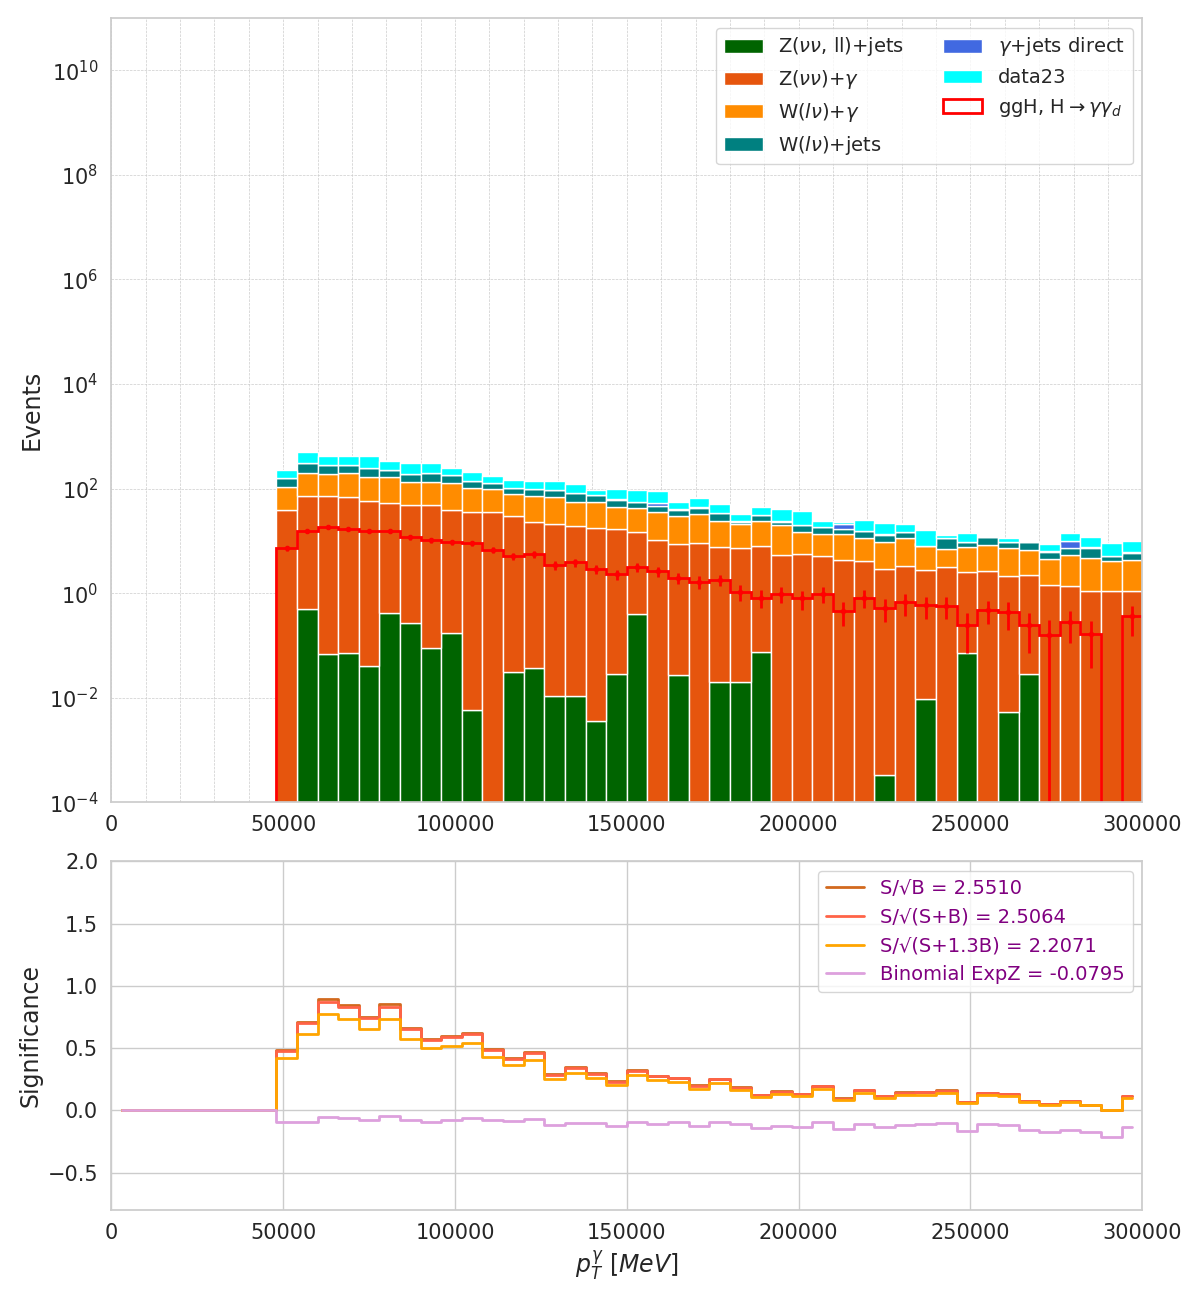 Z(νν, ll)+jets
Z(νν)+γ
W(lν)+γ
W(lν)+jets
γ+jets direct
data23
ggH, H→γγ_d
Events
10^10
10^8
10^6
10^4
10^2
10^0
10^−2
10^−4
0 50000 100000 150000 200000 250000 300000
S/√B = 2.5510
S/√(S+B) = 2.5064
S/√(S+1.3B) = 2.2071
Binomial ExpZ = -0.0795
Significance
2.0
1.5
1.0
0.5
0.0
−0.5
0 50000 100000 150000 200000 250000 300000
p_T^γ [MeV]